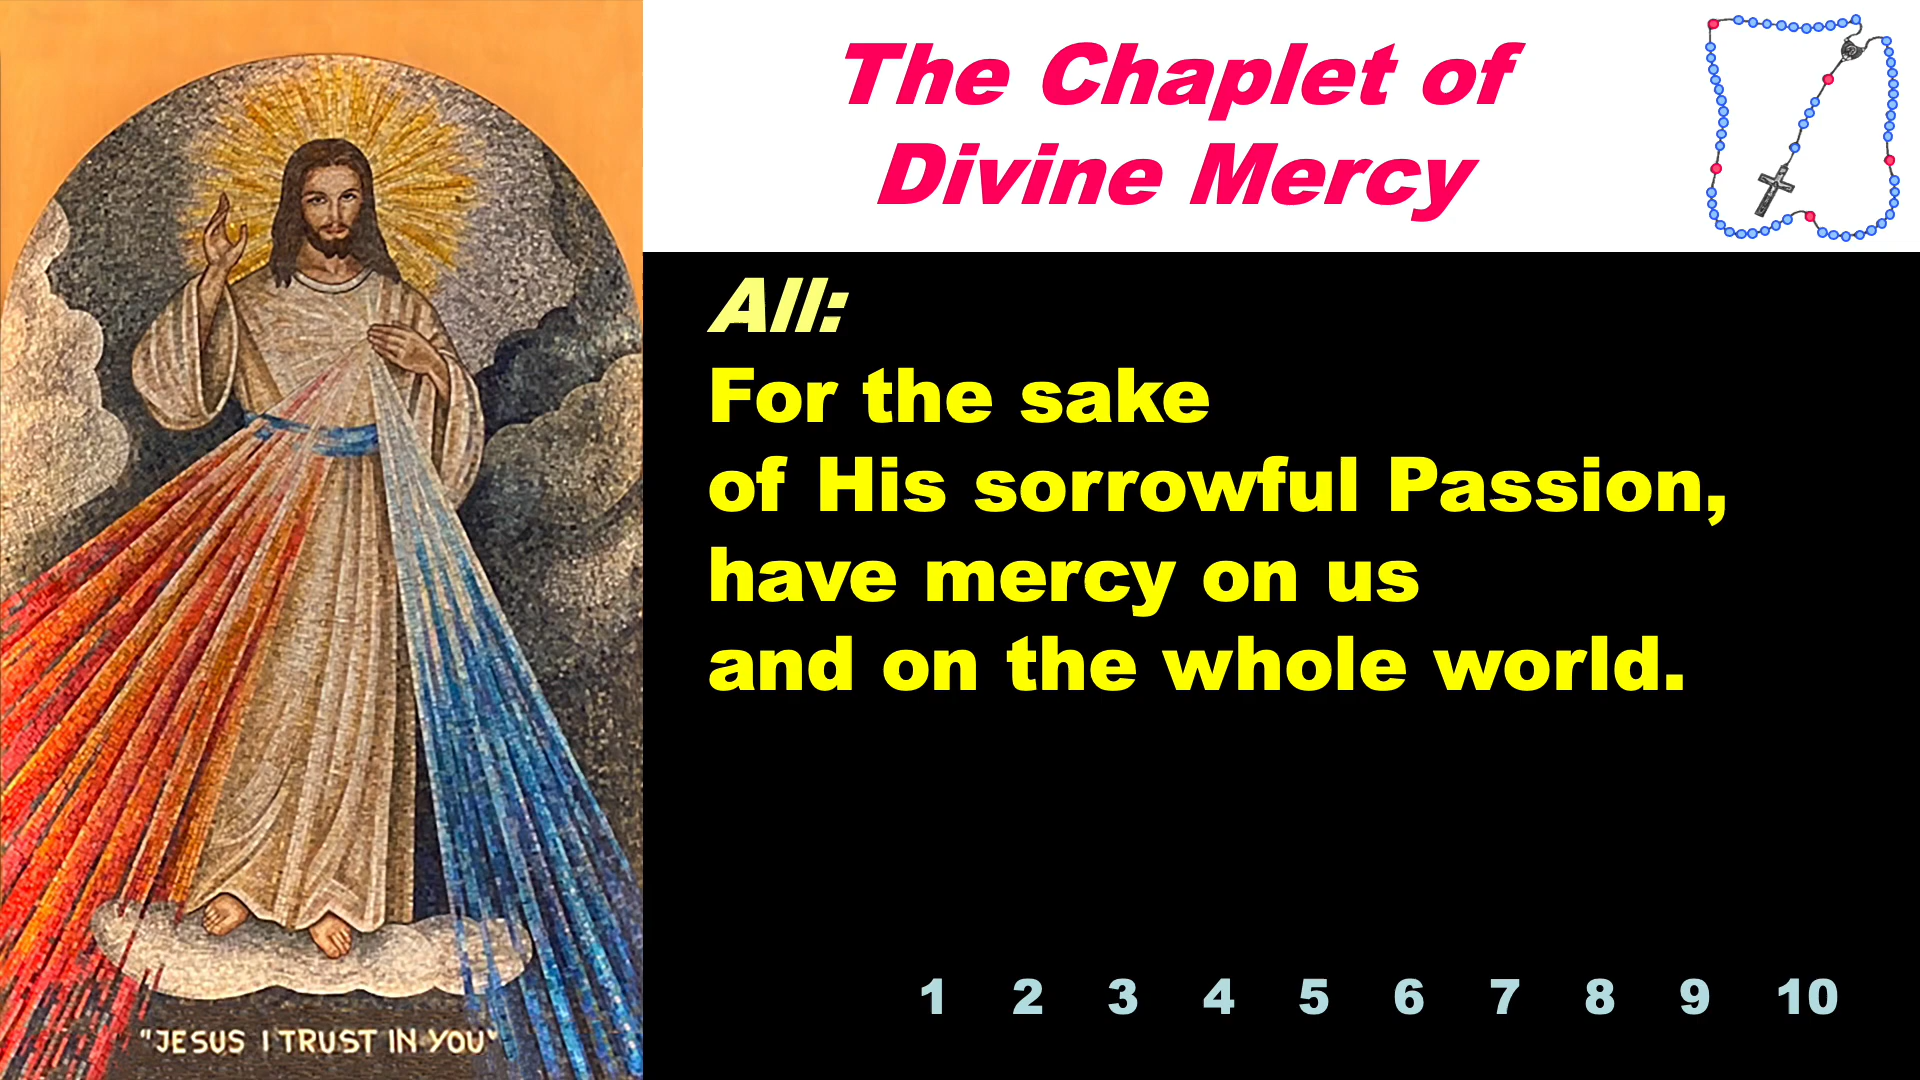 The Chaplet of
Divine Mercy
All:
For the sake
of His sorrowful Passion,
have mercy on us
and on the whole world.
1 2 3 4 5 6 7 8 9 10
"JESUS I TRUST IN YOU"